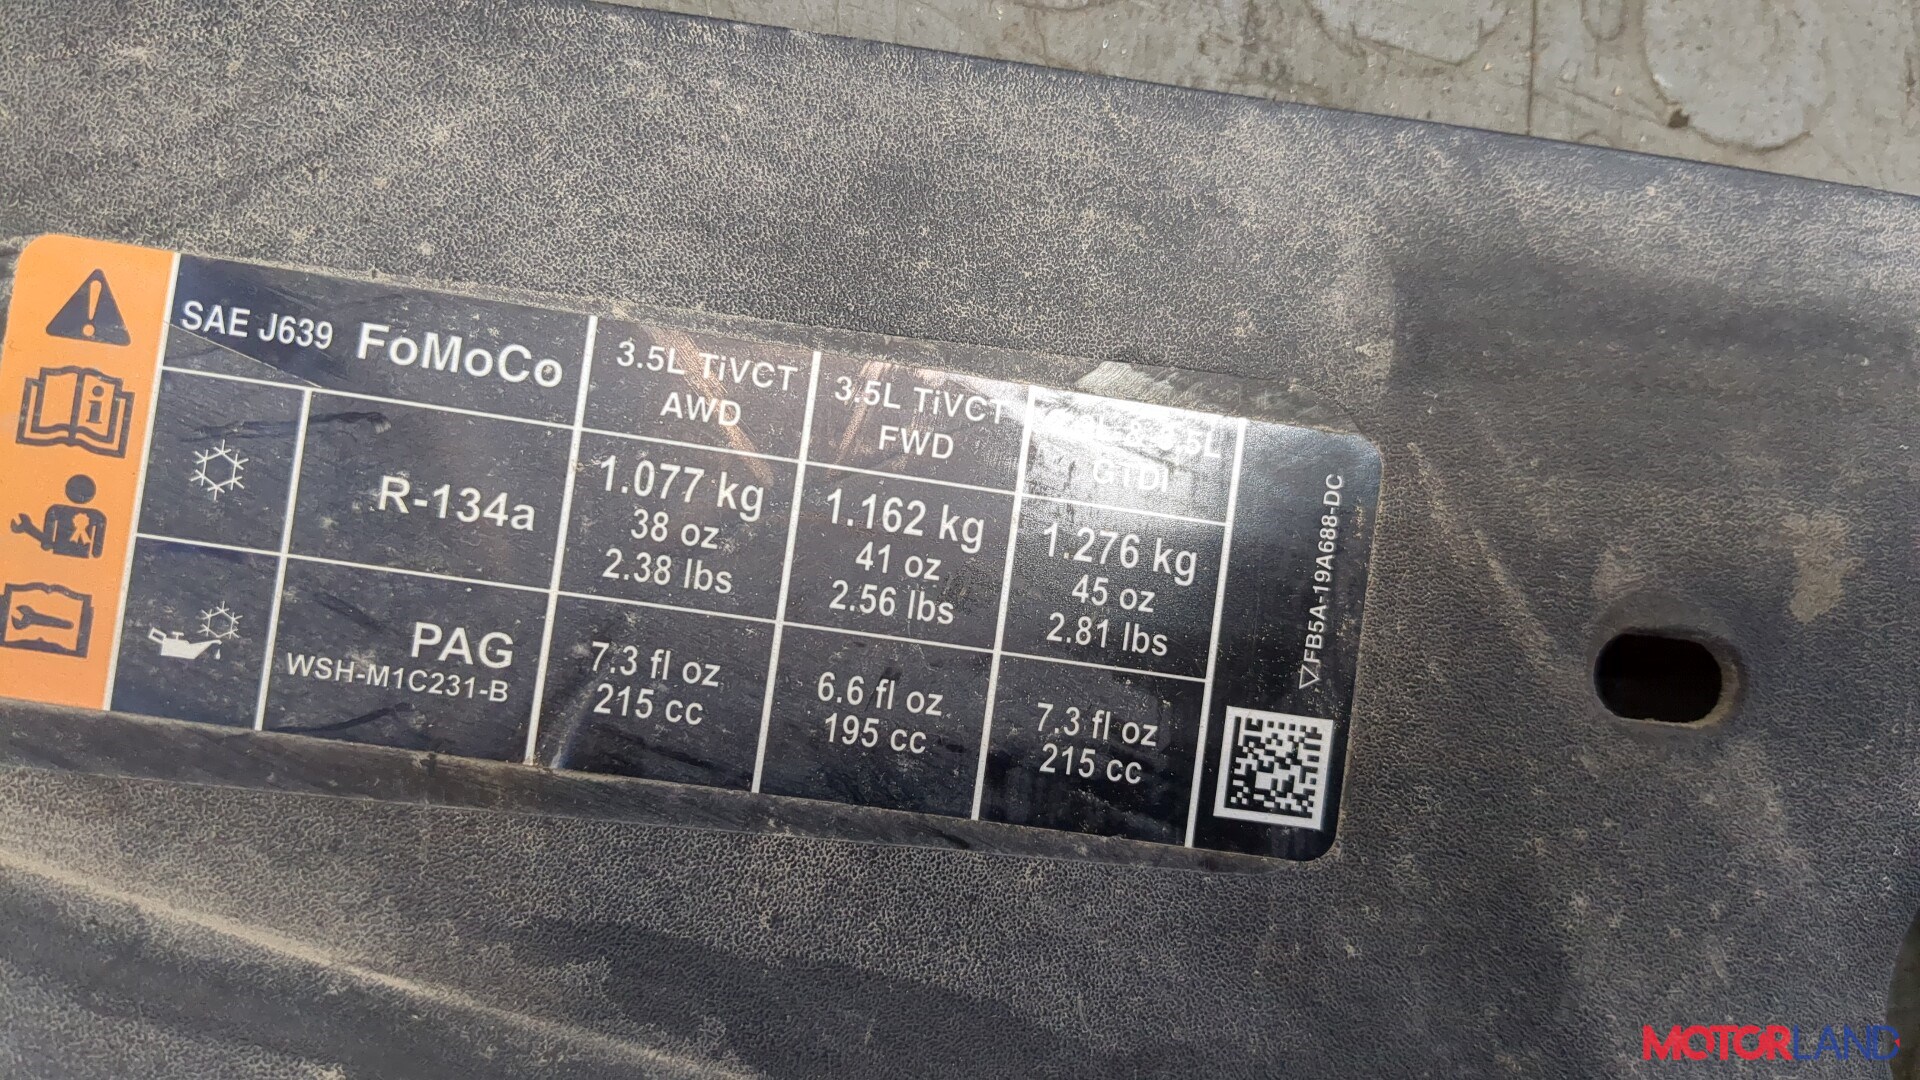 SAE J639 FoMoCo
3.5L TiVCT
AWD
3.5L TiVCT
FWD
GTDi
R-134a
1.077 kg
38 oz
2.38 lbs
1.162 kg
41 oz
2.56 lbs
1.276 kg
45 oz
2.81 lbs
PAG
WSH-M1C231-B
7.3 fl oz
215 cc
6.6 fl oz
195 cc
7.3 fl oz
215 cc
FB5A-19A688-DC
MOTORLAND